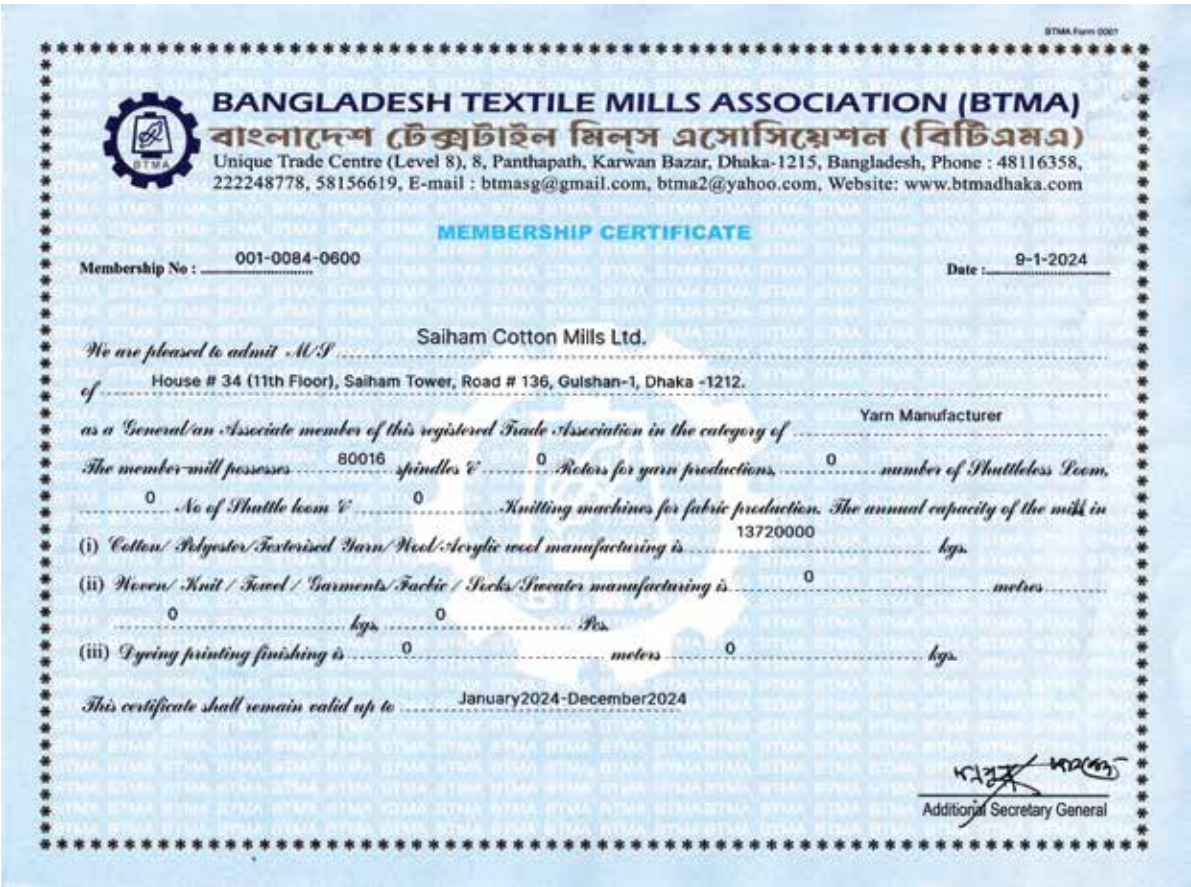 BTMA Form 0001
BANGLADESH TEXTILE MILLS ASSOCIATION (BTMA)
বাংলাদেশ টেক্সটাইল মিল্‌স এসোসিয়েশন (বিটিএমএ)
BTMA
Unique Trade Centre (Level 8), 8, Panthapath, Karwan Bazar, Dhaka-1215, Bangladesh, Phone : 48116358,
222248778, 58156619, E-mail : btmasg@gmail.com, btma2@yahoo.com, Website: www.btmadhaka.com
MEMBERSHIP CERTIFICATE
Membership No : 001-0084-0600 Date : 9-1-2024
We are pleased to admit M/S Saiham Cotton Mills Ltd.
of House # 34 (11th Floor), Saiham Tower, Road # 136, Gulshan-1, Dhaka -1212.
as a General/an Associate member of this registered Trade Association in the category of Yarn Manufacturer
The member-mill possesses 80016 spindles & 0 Rotors for yarn productions, 0 number of Shuttleless Loom,
0 No of Shuttle loom & 0 Knitting machines for fabric production. The annual capacity of the mill in
(i) Cotton/ Polyester/Texterised Yarn/Wool/Acrylic wool manufacturing is 13720000 kgs.
(ii) Woven/ Knit / Towel / Garments/Facbic / Socks/Sweater manufacturing is 0 metres
0 kgs, 0 Pcs.
(iii) Dyeing printing finishing is 0 meters 0 kgs.
This certificate shall remain valid up to January2024-December2024
Additional Secretary General